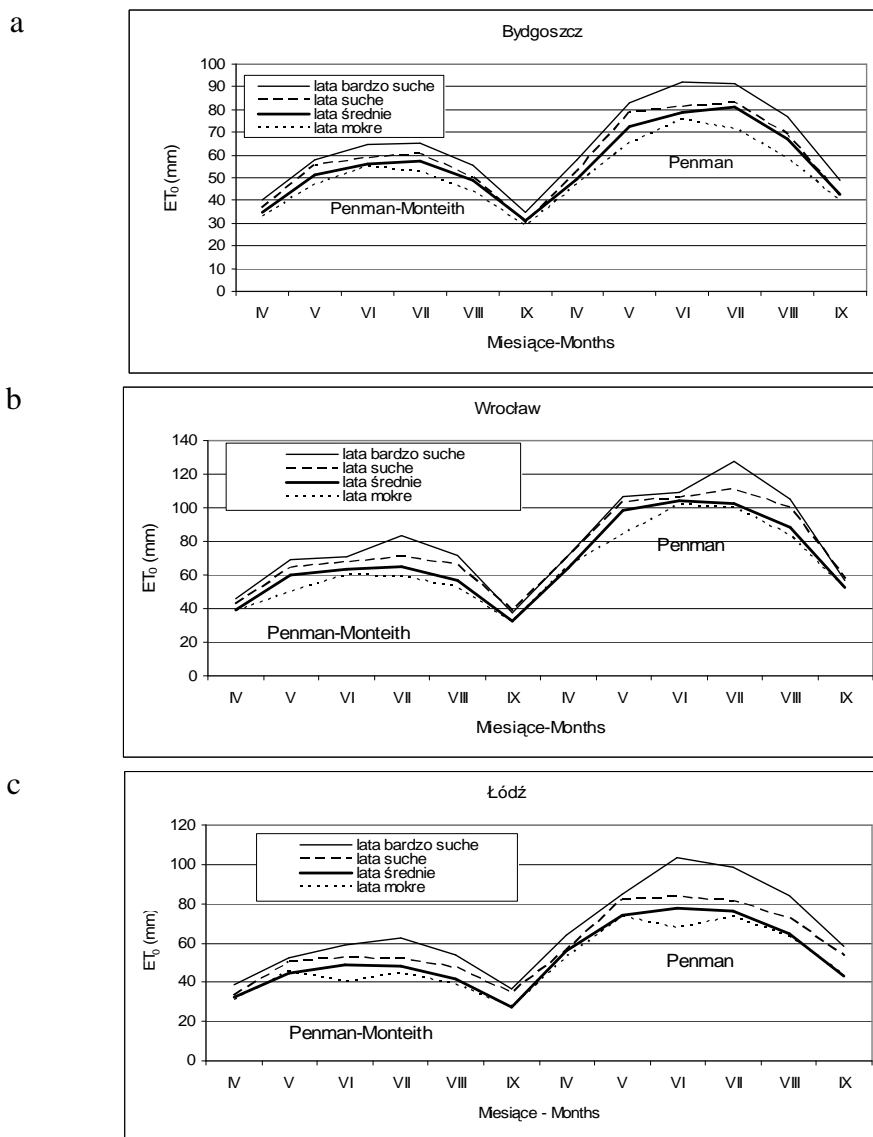 a
Bydgoszcz
100
90
80
70
60
50
40
30
20
10
0
ET₀ (mm)
lata bardzo suche
lata suche
lata średnie
lata mokre
Penman-Monteith
Penman
IV V VI VII VIII IX IV V VI VII VIII IX
Miesiące-Months
b
Wrocław
140
120
100
80
60
40
20
0
ET₀ (mm)
lata bardzo suche
lata suche
lata średnie
lata mokre
Penman-Monteith
Penman
IV V VI VII VIII IX IV V VI VII VIII IX
Miesiące-Months
c
Łódź
120
100
80
60
40
20
0
ET₀ (mm)
lata bardzo suche
lata suche
lata średnie
lata mokre
Penman-Monteith
Penman
IV V VI VII VIII IX IV V VI VII VIII IX
Miesiące - Months